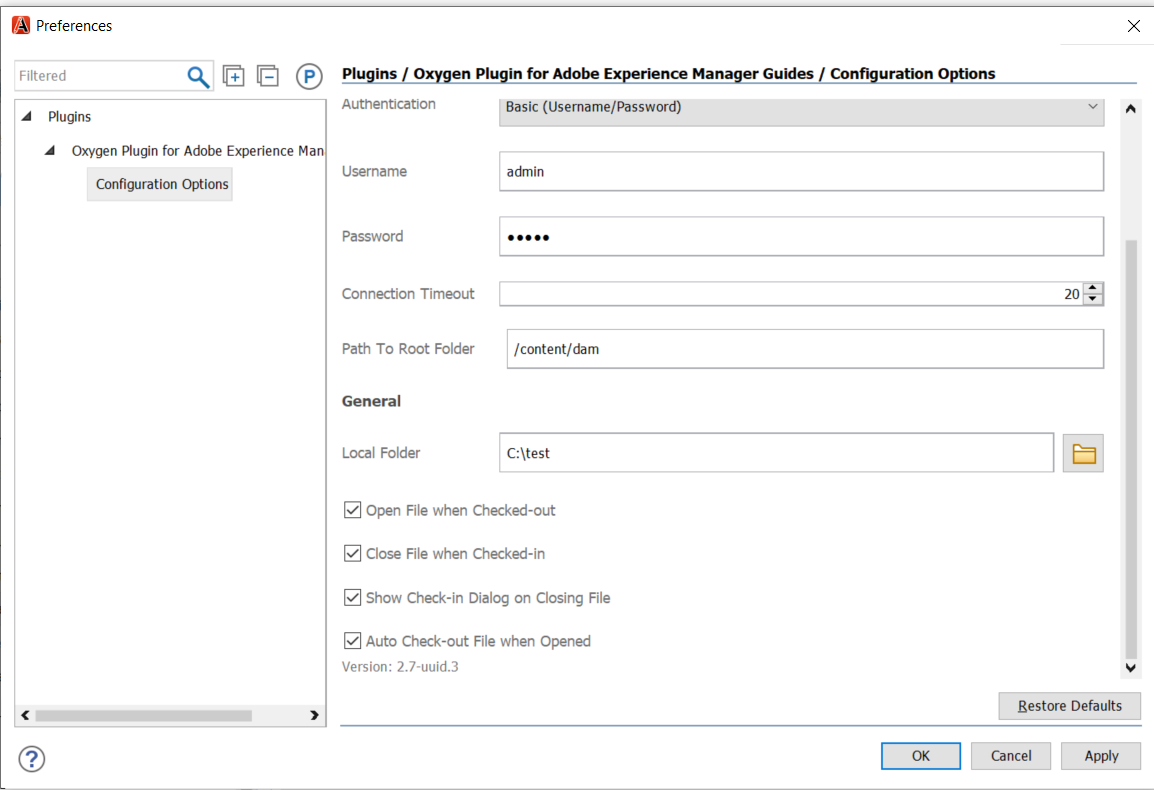 Preferences
Filtered
P
Plugins / Oxygen Plugin for Adobe Experience Manager Guides / Configuration Options
Plugins
Oxygen Plugin for Adobe Experience Man
Configuration Options
Authentication
Basic (Username/Password)
Username
admin
Password
•••••
Connection Timeout
20
Path To Root Folder
/content/dam
General
Local Folder
C:\test
Open File when Checked-out
Close File when Checked-in
Show Check-in Dialog on Closing File
Auto Check-out File when Opened
Version: 2.7-uuid.3
Restore Defaults
?
OK
Cancel
Apply